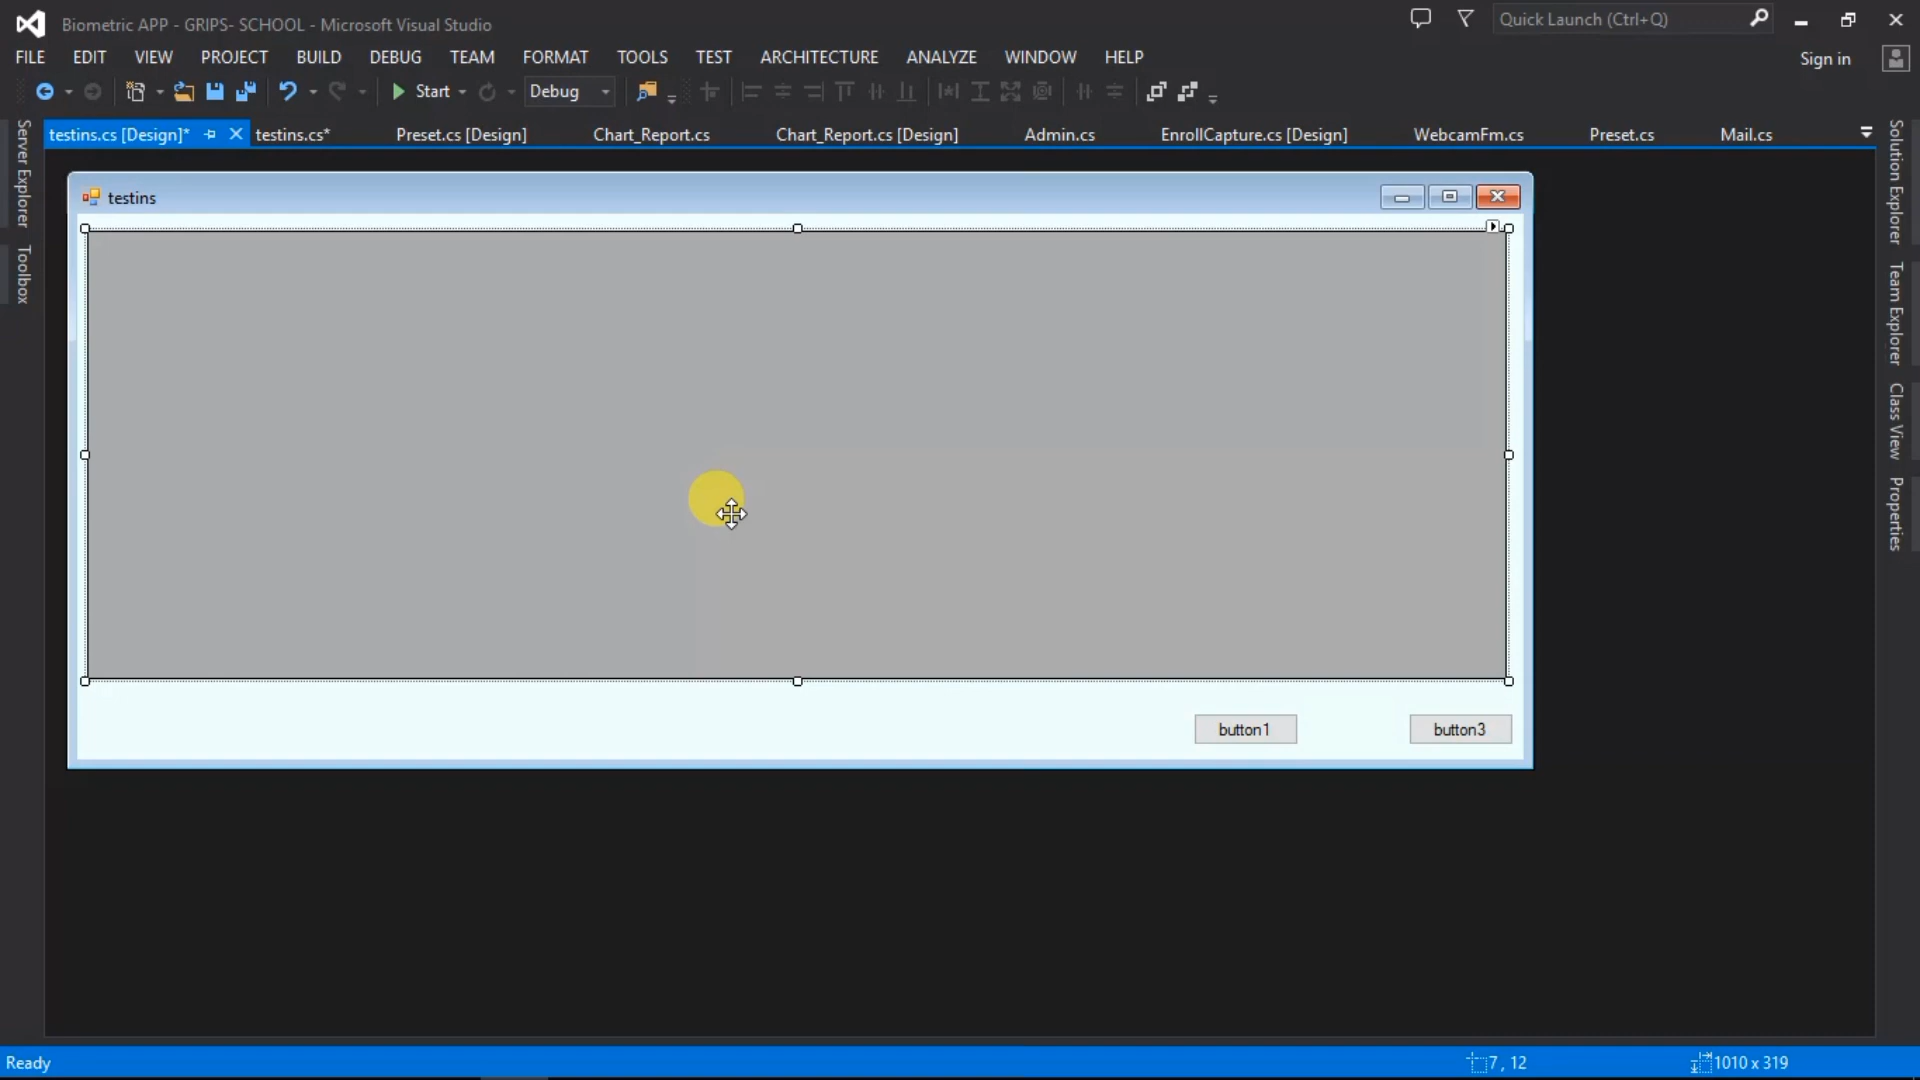 Biometric APP - GRIPS- SCHOOL - Microsoft Visual Studio
Quick Launch (Ctrl+Q)
FILE EDIT VIEW PROJECT BUILD DEBUG TEAM FORMAT TOOLS TEST ARCHITECTURE ANALYZE WINDOW HELP
Sign in
Start Debug
testins.cs [Design]* testins.cs* Preset.cs [Design] Chart_Report.cs Chart_Report.cs [Design] Admin.cs EnrollCapture.cs [Design] WebcamFm.cs Preset.cs Mail.cs
Server Explorer
Toolbox
testins
button1
button3
Solution Explorer
Team Explorer
Class View
Properties
Ready
7 , 12
1010 x 319